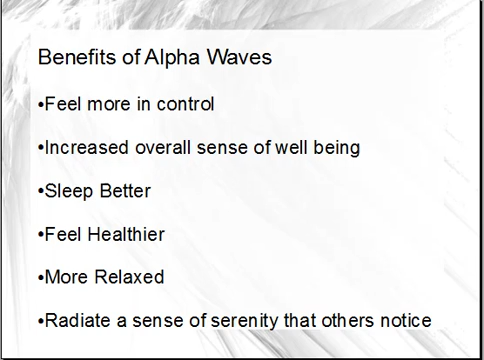 Benefits of Alpha Waves
•Feel more in control
•Increased overall sense of well being
•Sleep Better
•Feel Healthier
•More Relaxed
•Radiate a sense of serenity that others notice